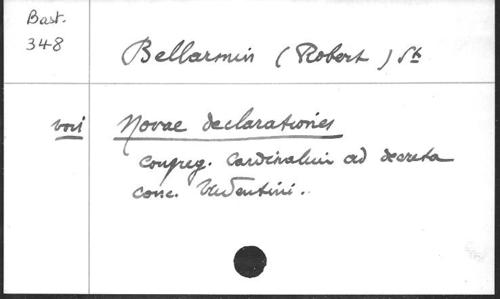 Bast.
348
Bellarmin (Robert) St
voir Novae declarationes
congreg. Cardinalium ad decreta
conc. Tridentini.